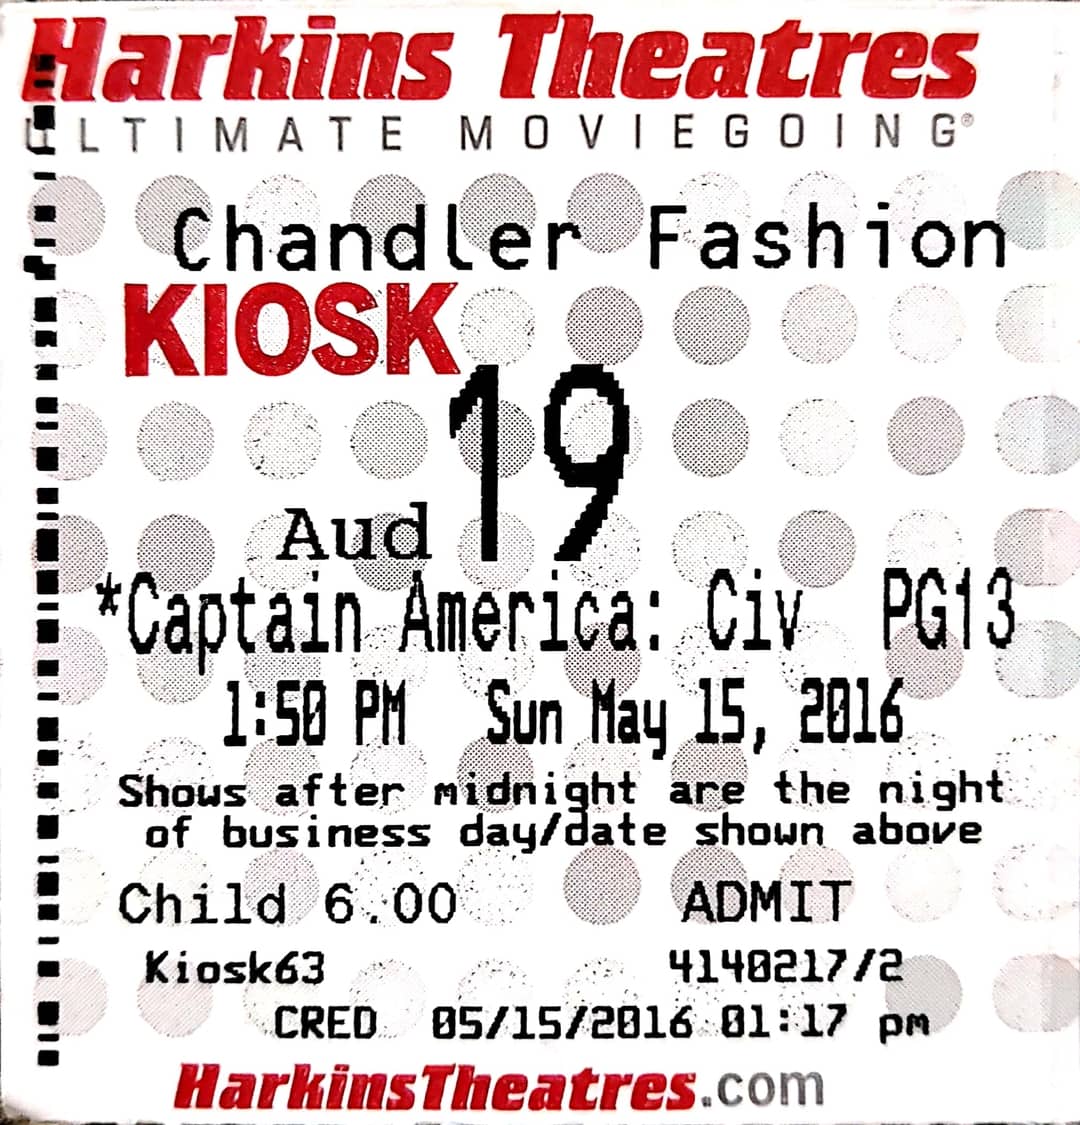 Harkins Theatres
ULTIMATE MOVIEGOING®
Chandler Fashion
KIOSK
Aud 19
*Captain America: Civ PG13
1:50 PM Sun May 15, 2016
Shows after midnight are the night
of business day/date shown above
Child 6.00 ADMIT
Kiosk63 4140217/2
CRED 05/15/2016 01:17 pm
HarkinsTheatres.com